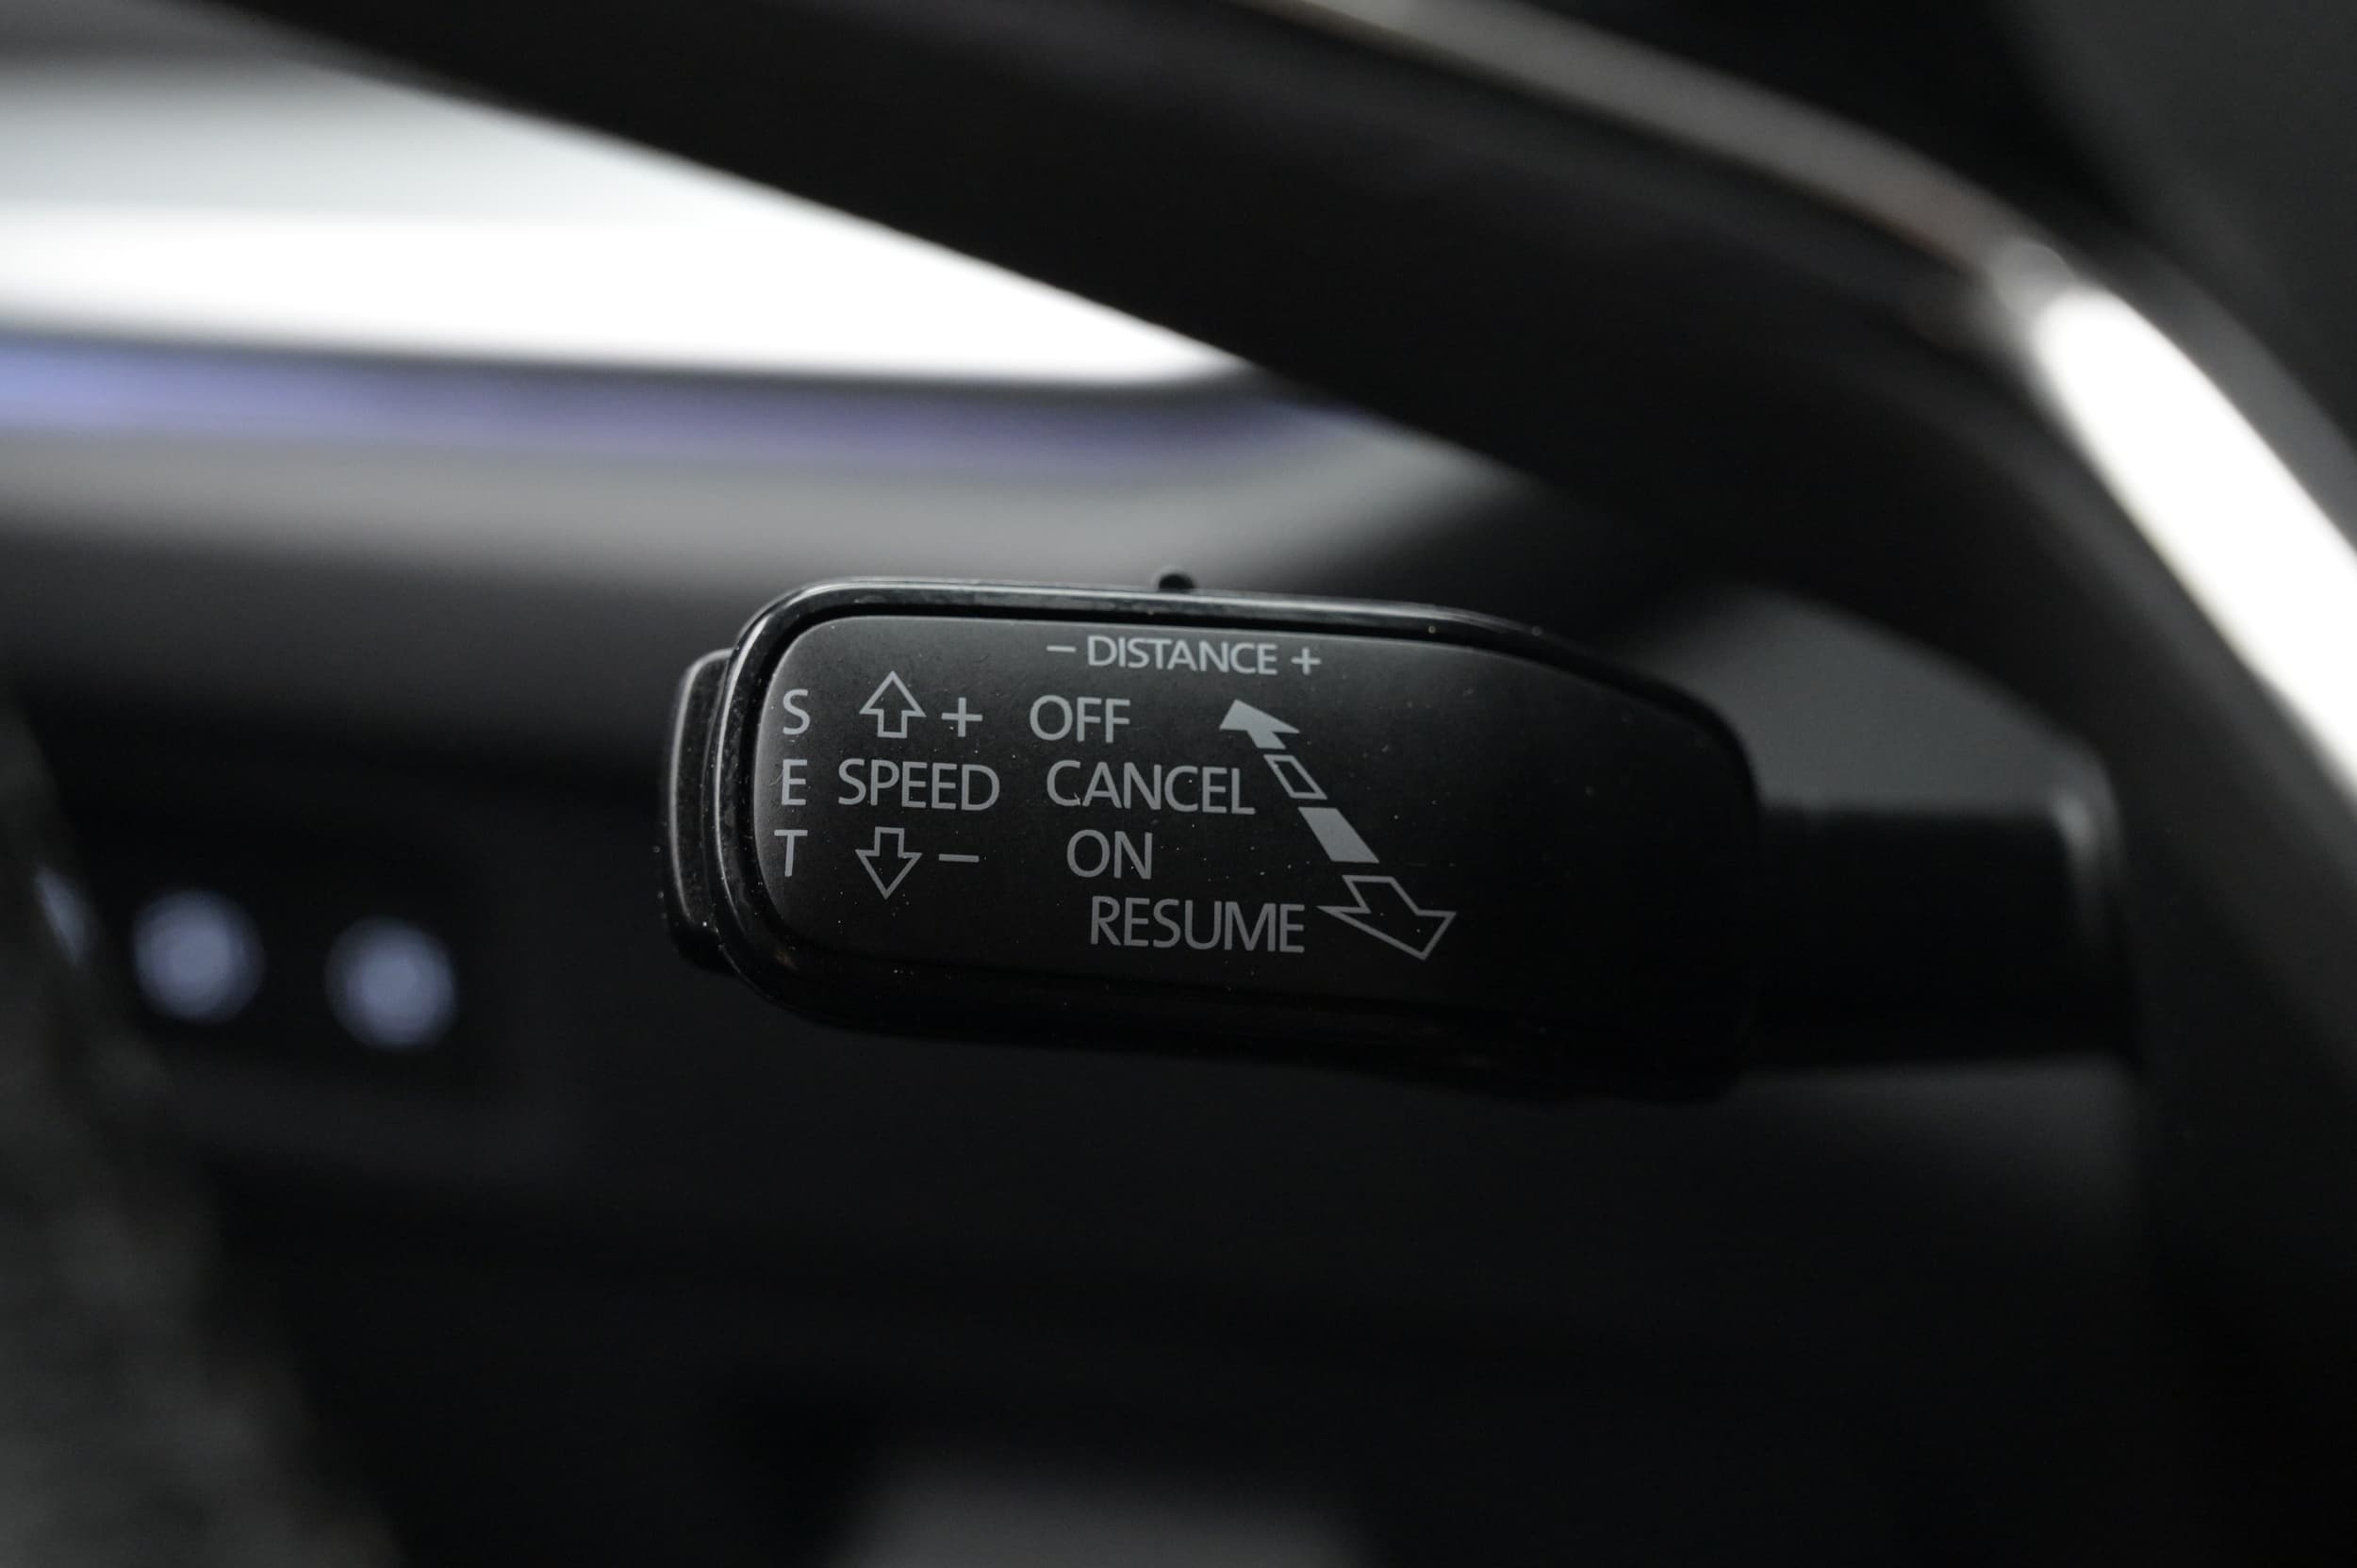 − DISTANCE +
S + OFF
E SPEED CANCEL
T − ON
RESUME